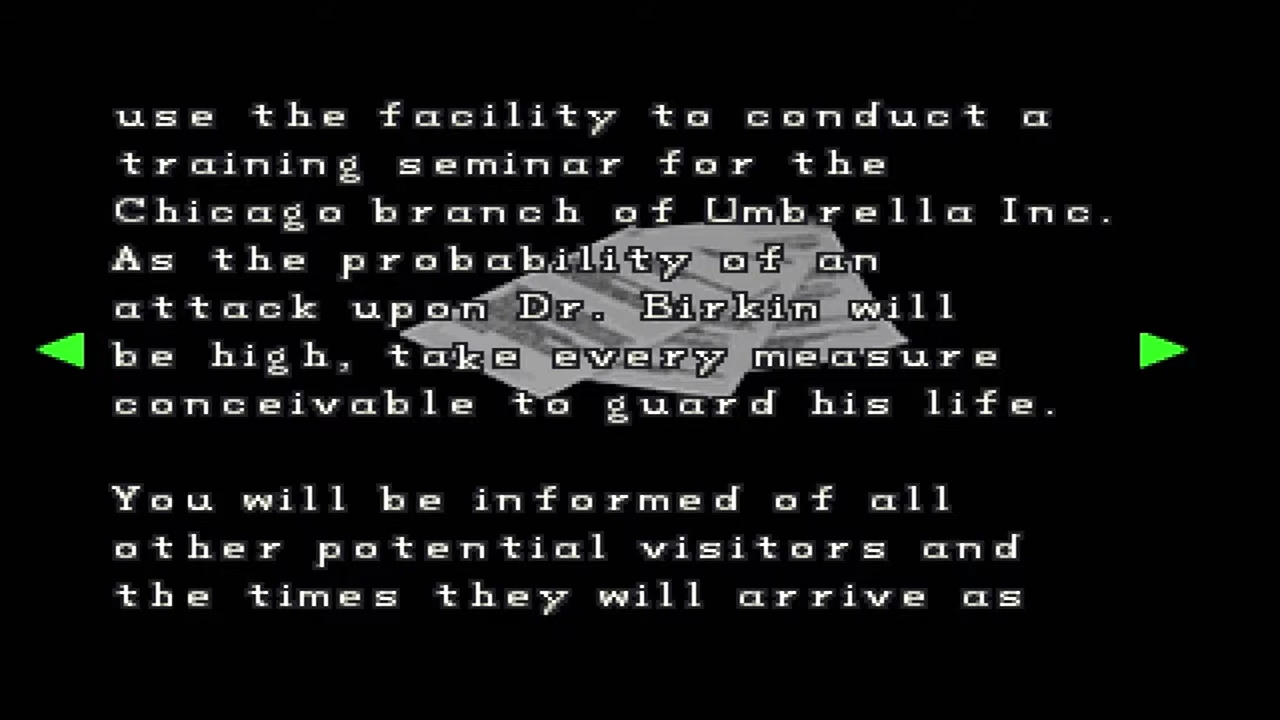 use the facility to conduct a
training seminar for the
Chicago branch of Umbrella Inc.
As the probability of an
attack upon Dr. Birkin will
be high, take every measure
conceivable to guard his life.
You will be informed of all
other potential visitors and
the times they will arrive as